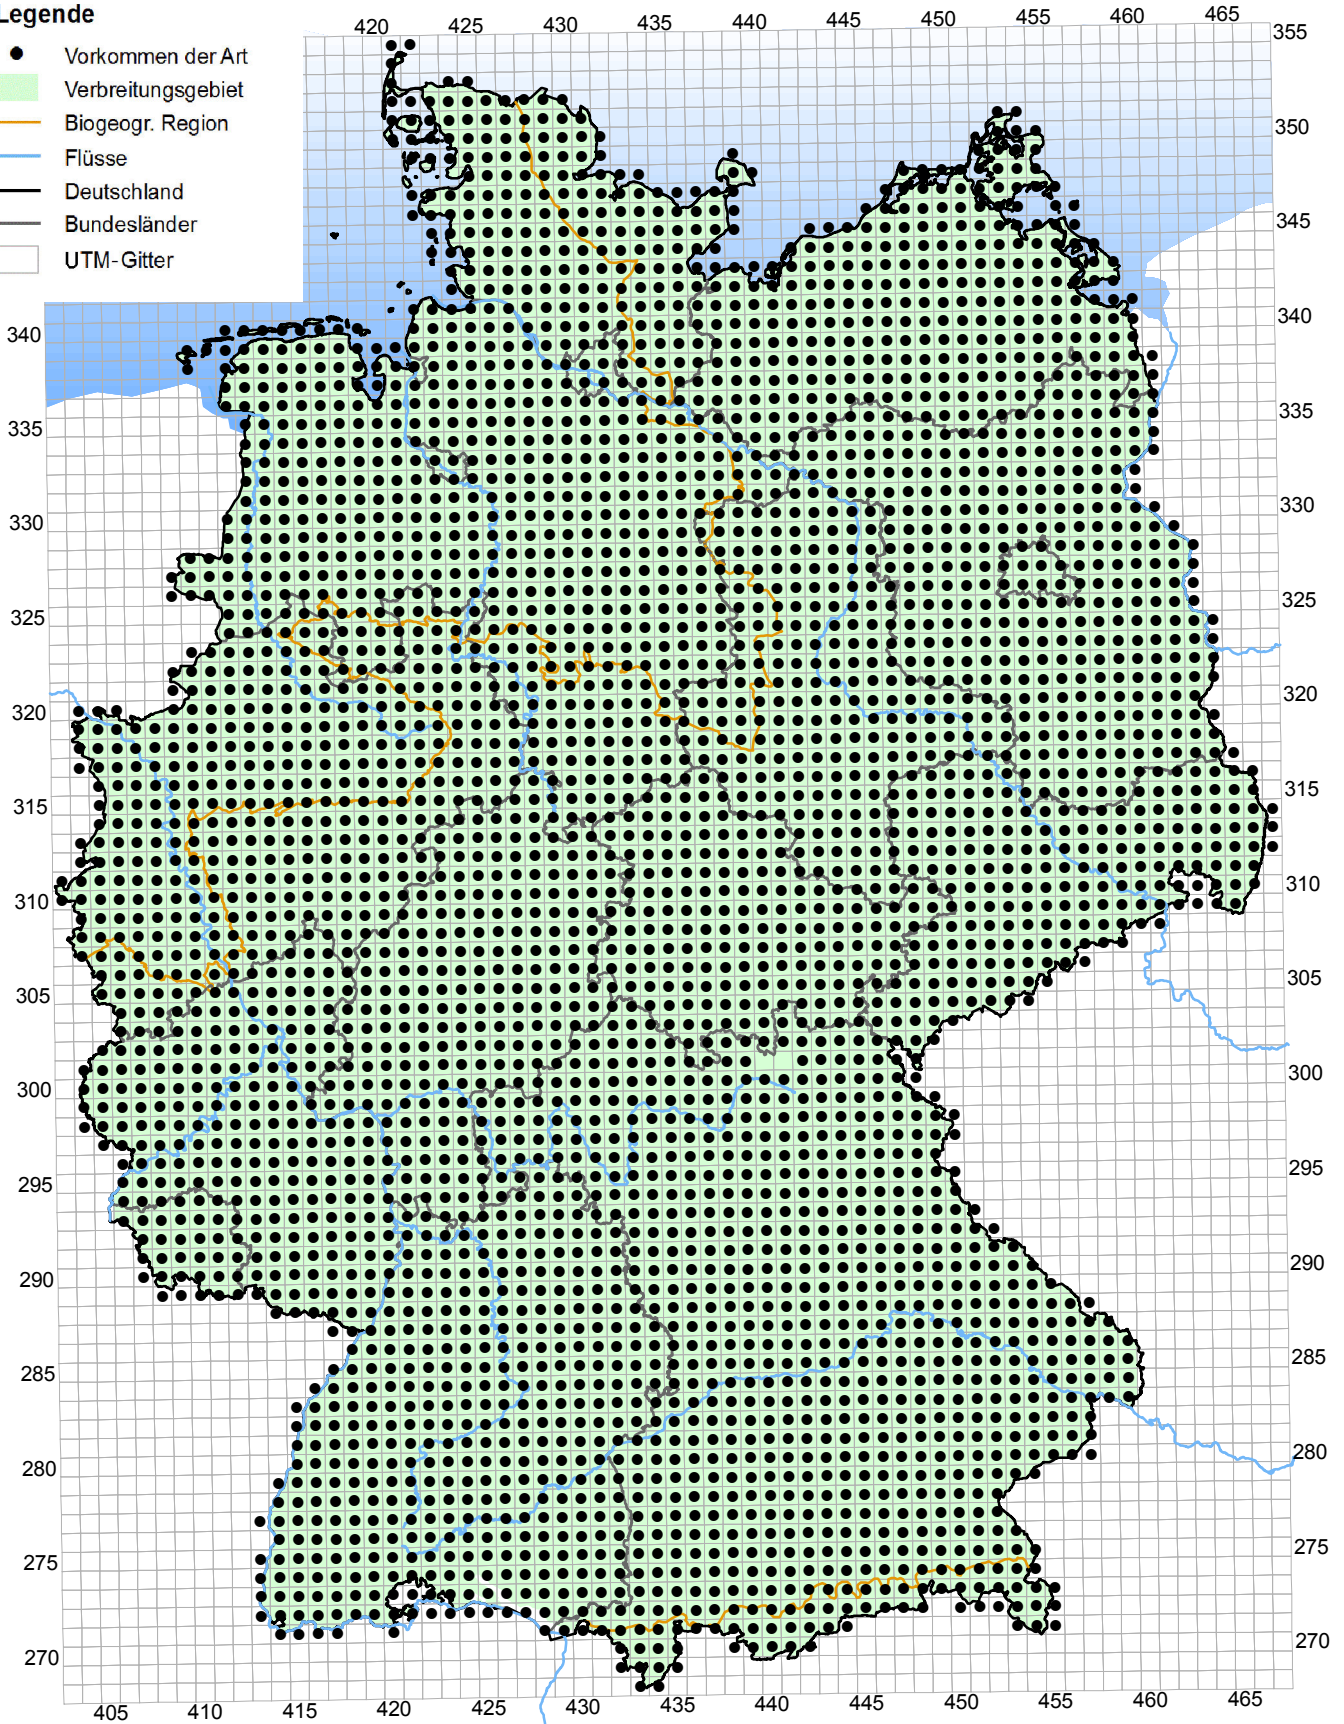 Legende
Vorkommen der Art
Verbreitungsgebiet
Biogeogr. Region
Flüsse
Deutschland
Bundesländer
UTM-Gitter
420 425 430 435 440 445 450 455 460 465
355
350
345
340 340
335 335
330 330
325 325
320 320
315 315
310 310
305 305
300 300
295 295
290 290
285 285
280 280
275 275
270 270
405 410 415 420 425 430 435 440 445 450 455 460 465